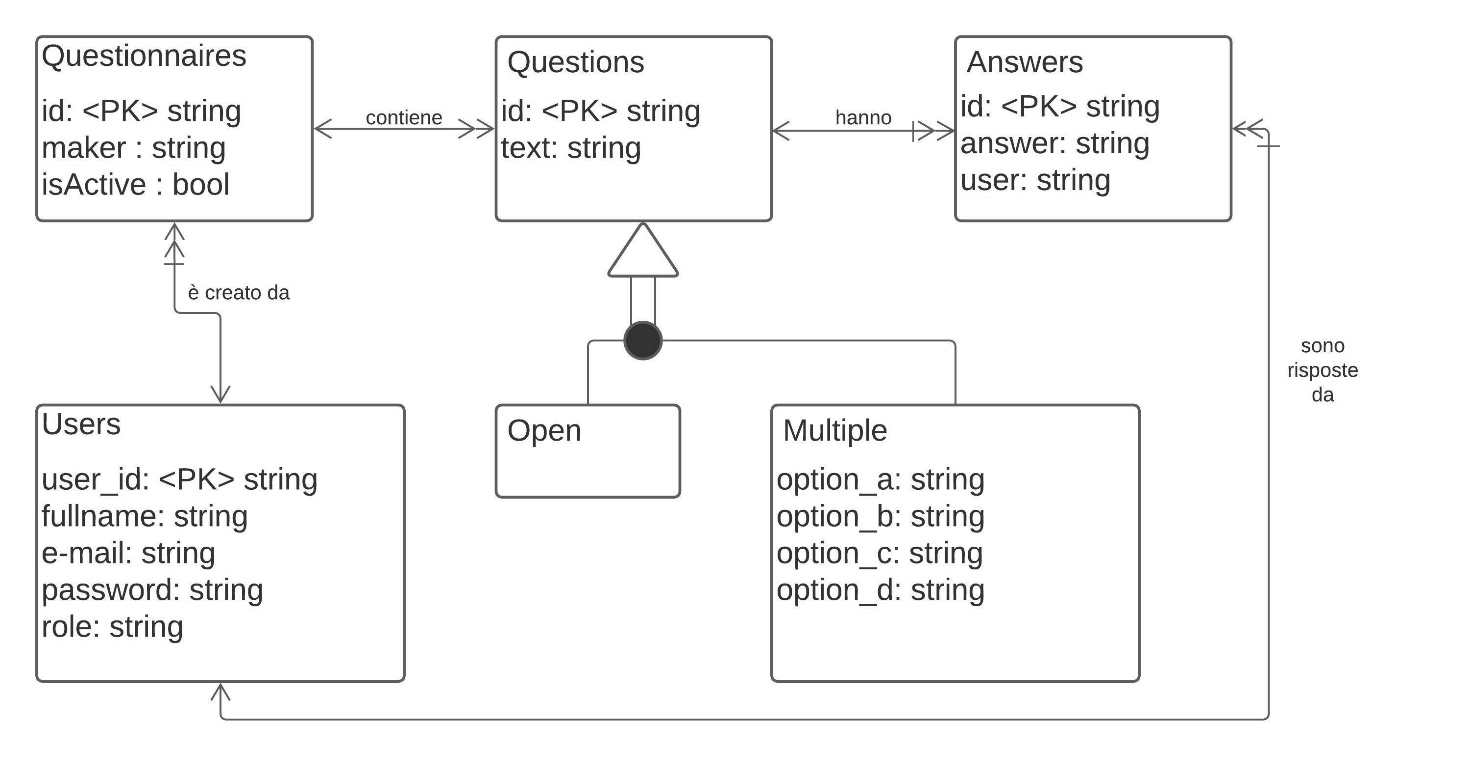 Questionnaires
id: <PK> string
maker : string
isActive : bool
contiene
Questions
id: <PK> string
text: string
hanno
Answers
id: <PK> string
answer: string
user: string
è creato da
sono
risposte
da
Users
user_id: <PK> string
fullname: string
e-mail: string
password: string
role: string
Open
Multiple
option_a: string
option_b: string
option_c: string
option_d: string